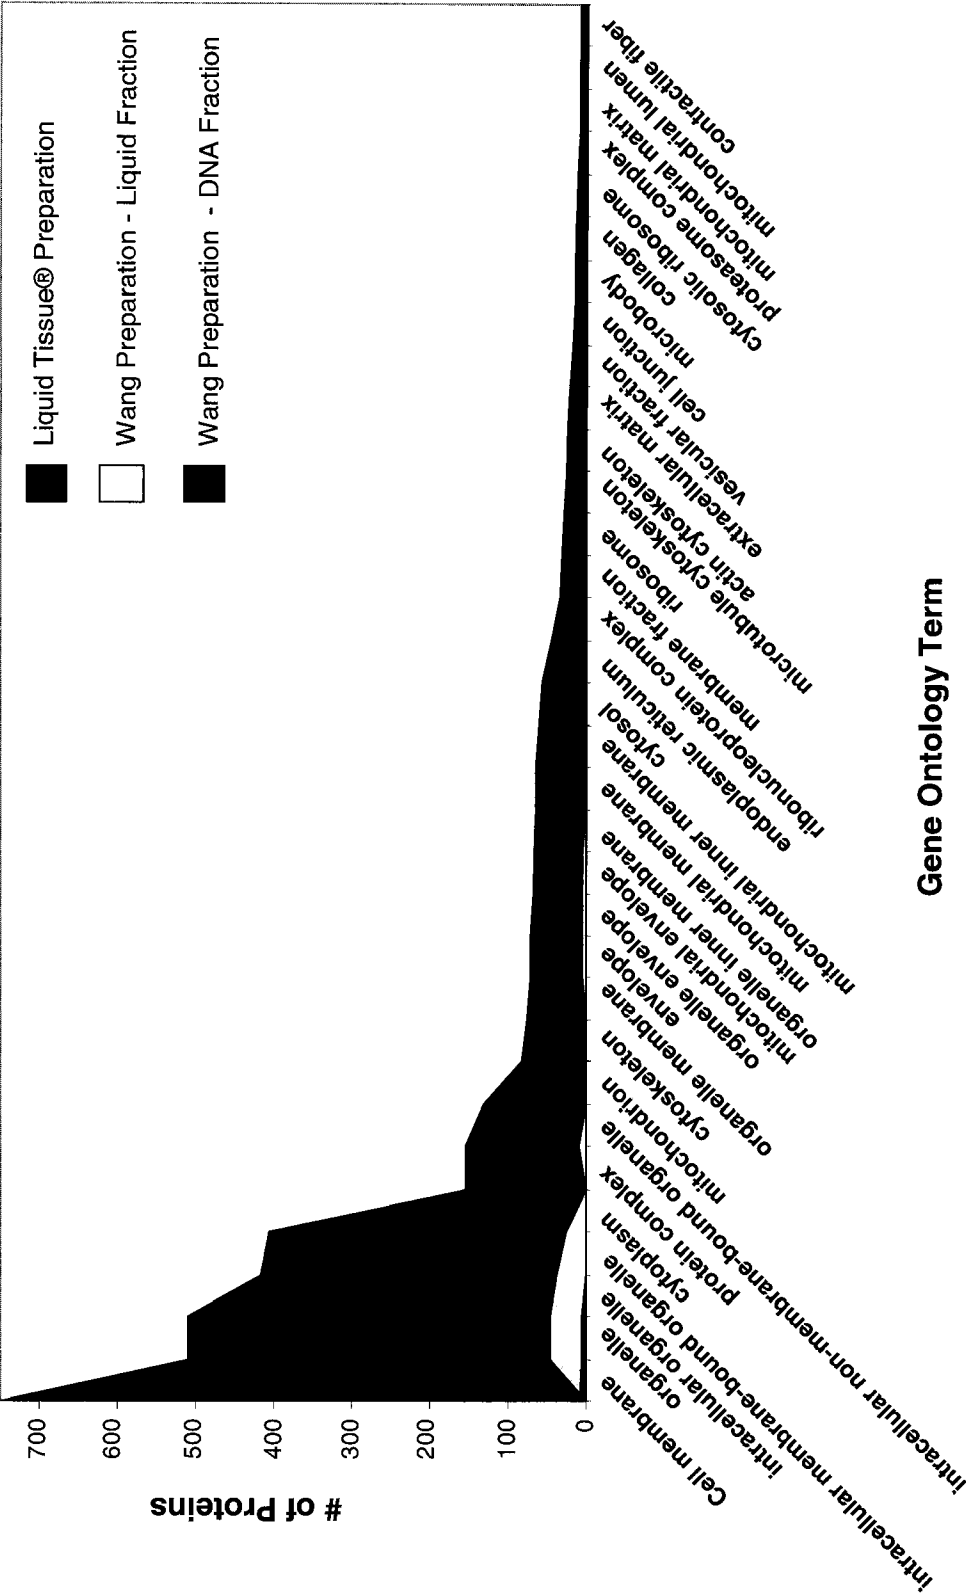 Liquid Tissue® Preparation
Wang Preparation - Liquid Fraction
Wang Preparation - DNA Fraction
# of Proteins
700
600
500
400
300
200
100
0
Cell membrane
organelle
intracellular organelle
intracellular membrane-bound organelle
cytoplasm
protein complex
intracellular non-membrane-bound organelle
mitochondrion
cytoskeleton
organelle membrane
envelope
organelle envelope
mitochondrial envelope
organelle inner membrane
mitochondrial membrane
mitochondrial inner membrane
cytosol
endoplasmic reticulum
ribonucleoprotein complex
membrane fraction
ribosome
microtubule cytoskeleton
actin cytoskeleton
extracellular matrix
vesicular fraction
cell junction
microbody
collagen
cytosolic ribosome
proteasome complex
mitochondrial matrix
mitochondrial lumen
contractile fiber
Gene Ontology Term